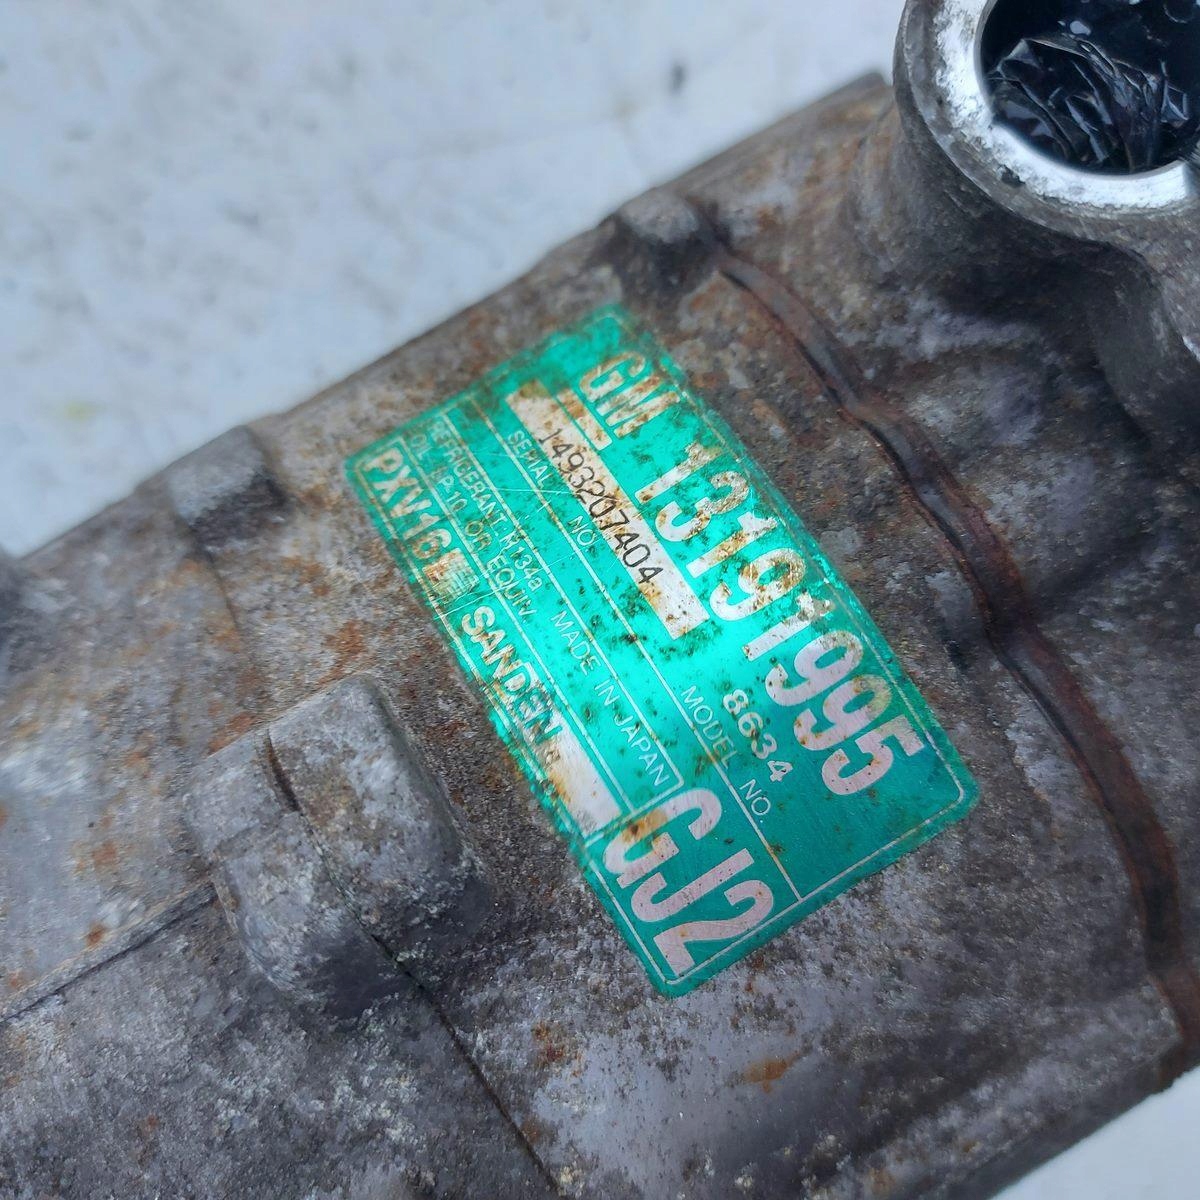 GM 13191995
1493207404
8634
SERIAL NO.
MODEL NO.
REFRIGERANT R134a MADE IN JAPAN
OIL SP-10 OR EQUIV.
GJ2
PXV16
SANDEN